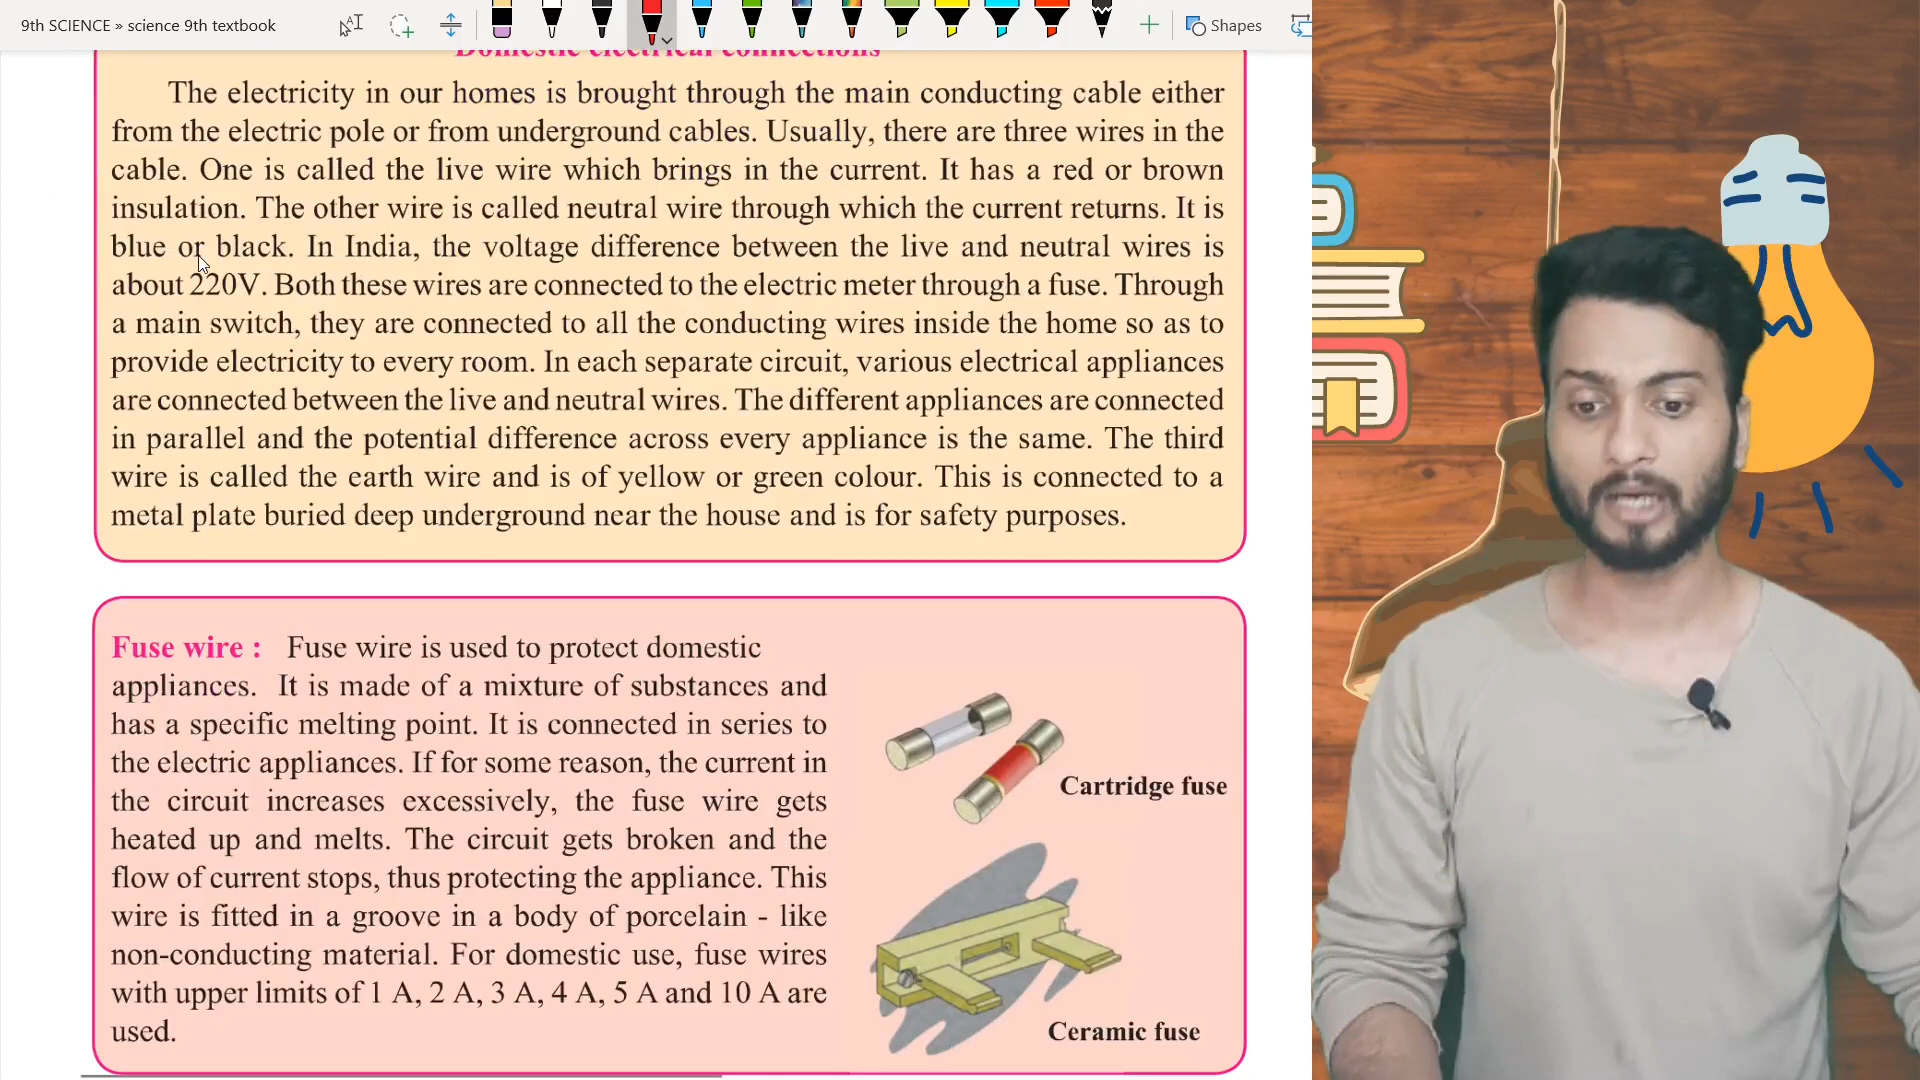 9th SCIENCE » science 9th textbook
Shapes
Domestic electrical connections
The electricity in our homes is brought through the main conducting cable either
from the electric pole or from underground cables. Usually, there are three wires in the
cable. One is called the live wire which brings in the current. It has a red or brown
insulation. The other wire is called neutral wire through which the current returns. It is
blue or black. In India, the voltage difference between the live and neutral wires is
about 220V. Both these wires are connected to the electric meter through a fuse. Through
a main switch, they are connected to all the conducting wires inside the home so as to
provide electricity to every room. In each separate circuit, various electrical appliances
are connected between the live and neutral wires. The different appliances are connected
in parallel and the potential difference across every appliance is the same. The third
wire is called the earth wire and is of yellow or green colour. This is connected to a
metal plate buried deep underground near the house and is for safety purposes.
Fuse wire : Fuse wire is used to protect domestic
appliances. It is made of a mixture of substances and
has a specific melting point. It is connected in series to
the electric appliances. If for some reason, the current in
the circuit increases excessively, the fuse wire gets
heated up and melts. The circuit gets broken and the
flow of current stops, thus protecting the appliance. This
wire is fitted in a groove in a body of porcelain - like
non-conducting material. For domestic use, fuse wires
with upper limits of 1 A, 2 A, 3 A, 4 A, 5 A and 10 A are
used.
Cartridge fuse
Ceramic fuse